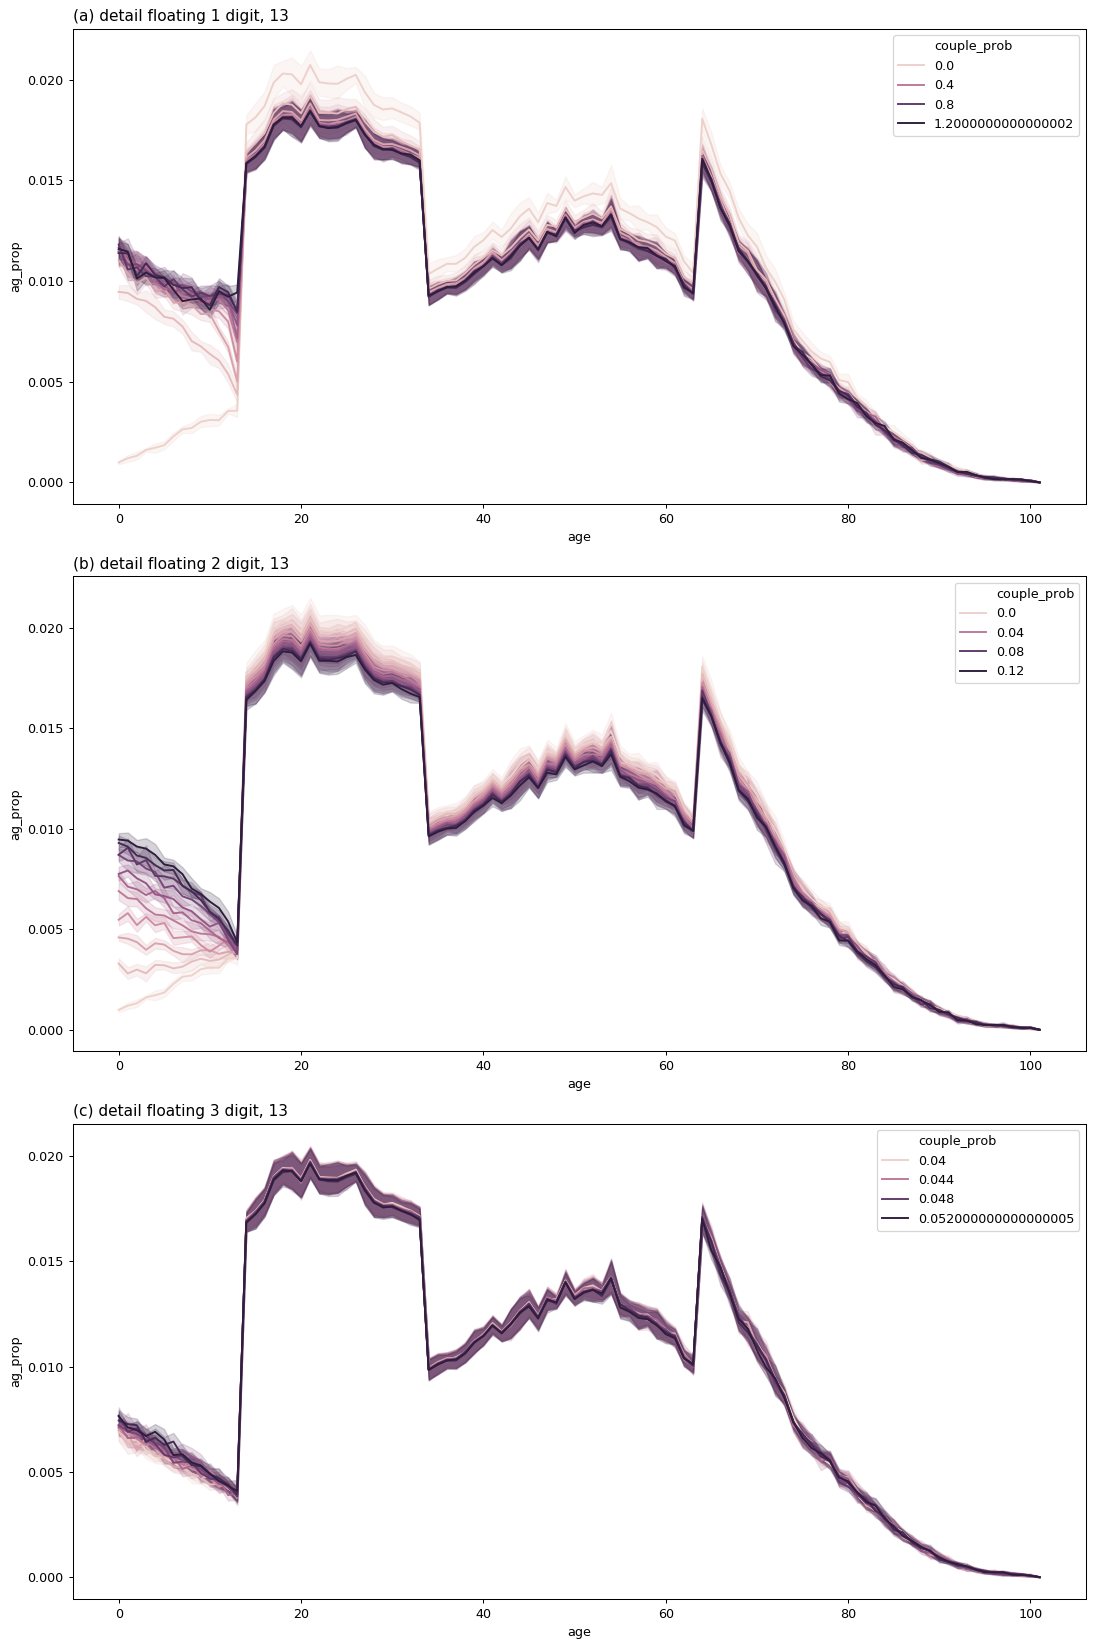 (a) detail floating 1 digit, 13
couple_prob
0.0
0.4
0.8
1.2000000000000002
0.020
0.015
0.010
0.005
0.000
ag_prop
0 20 40 60 80 100
age
(b) detail floating 2 digit, 13
couple_prob
0.0
0.04
0.08
0.12
0.020
0.015
0.010
0.005
0.000
ag_prop
0 20 40 60 80 100
age
(c) detail floating 3 digit, 13
couple_prob
0.04
0.044
0.048
0.052000000000000005
0.020
0.015
0.010
0.005
0.000
ag_prop
0 20 40 60 80 100
age